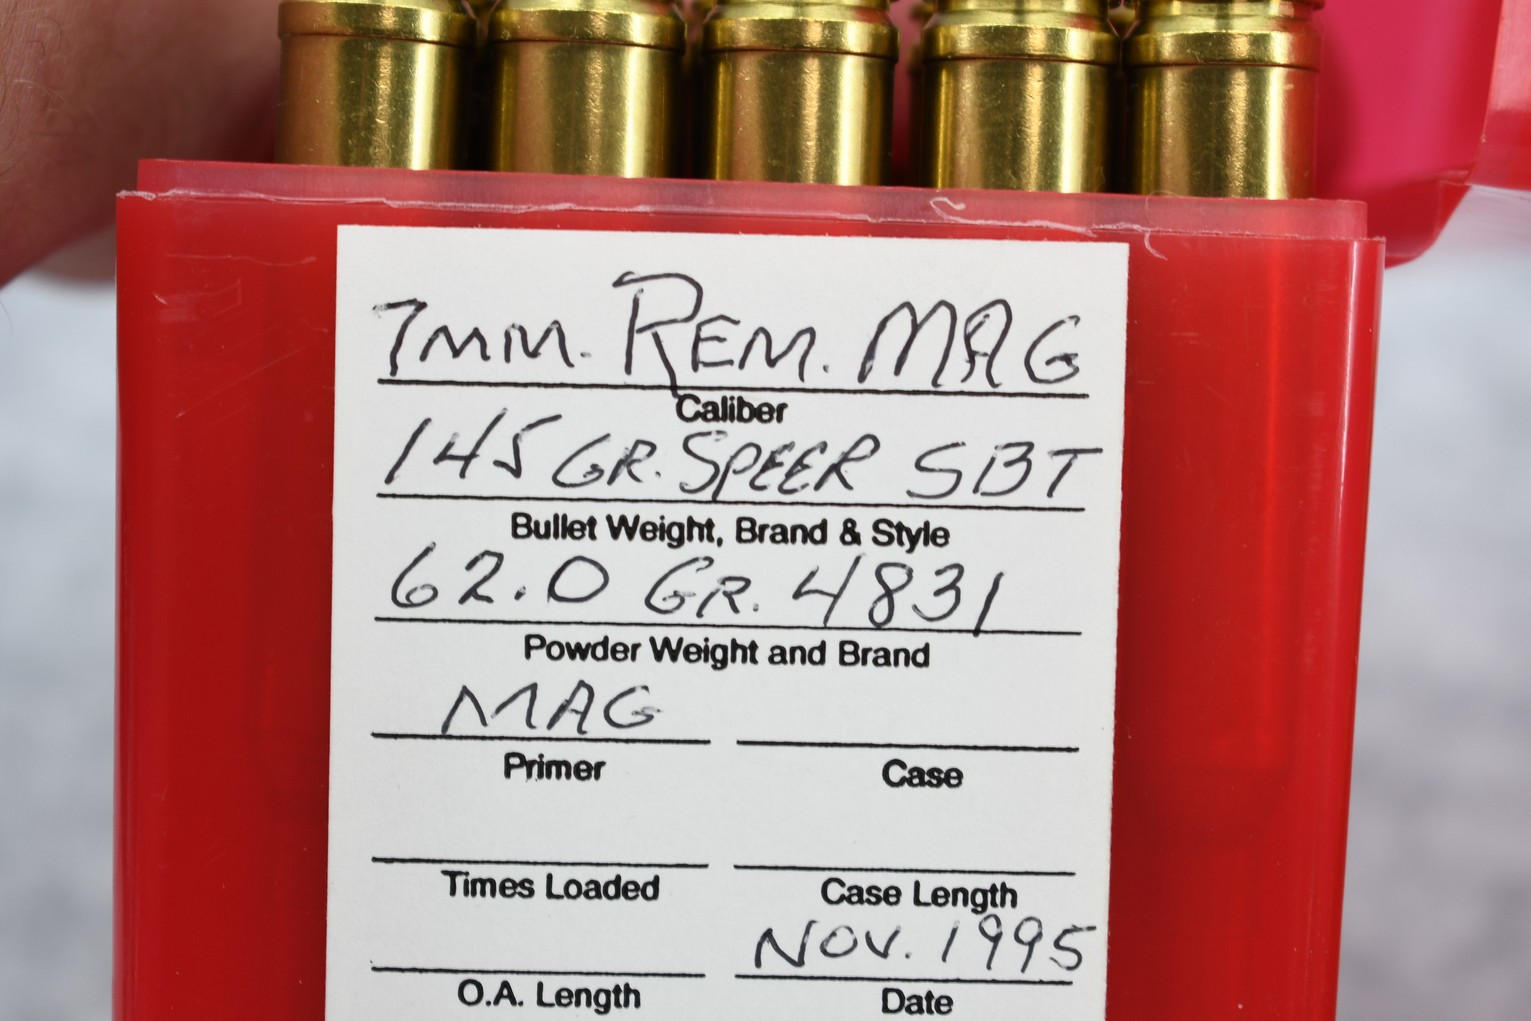 7MM. REM. MAG
Caliber
145 GR. SPEER SBT
Bullet Weight, Brand & Style
62.0 GR. 4831
Powder Weight and Brand
MAG
Primer Case
Times Loaded Case Length
NOV. 1995
O.A. Length Date